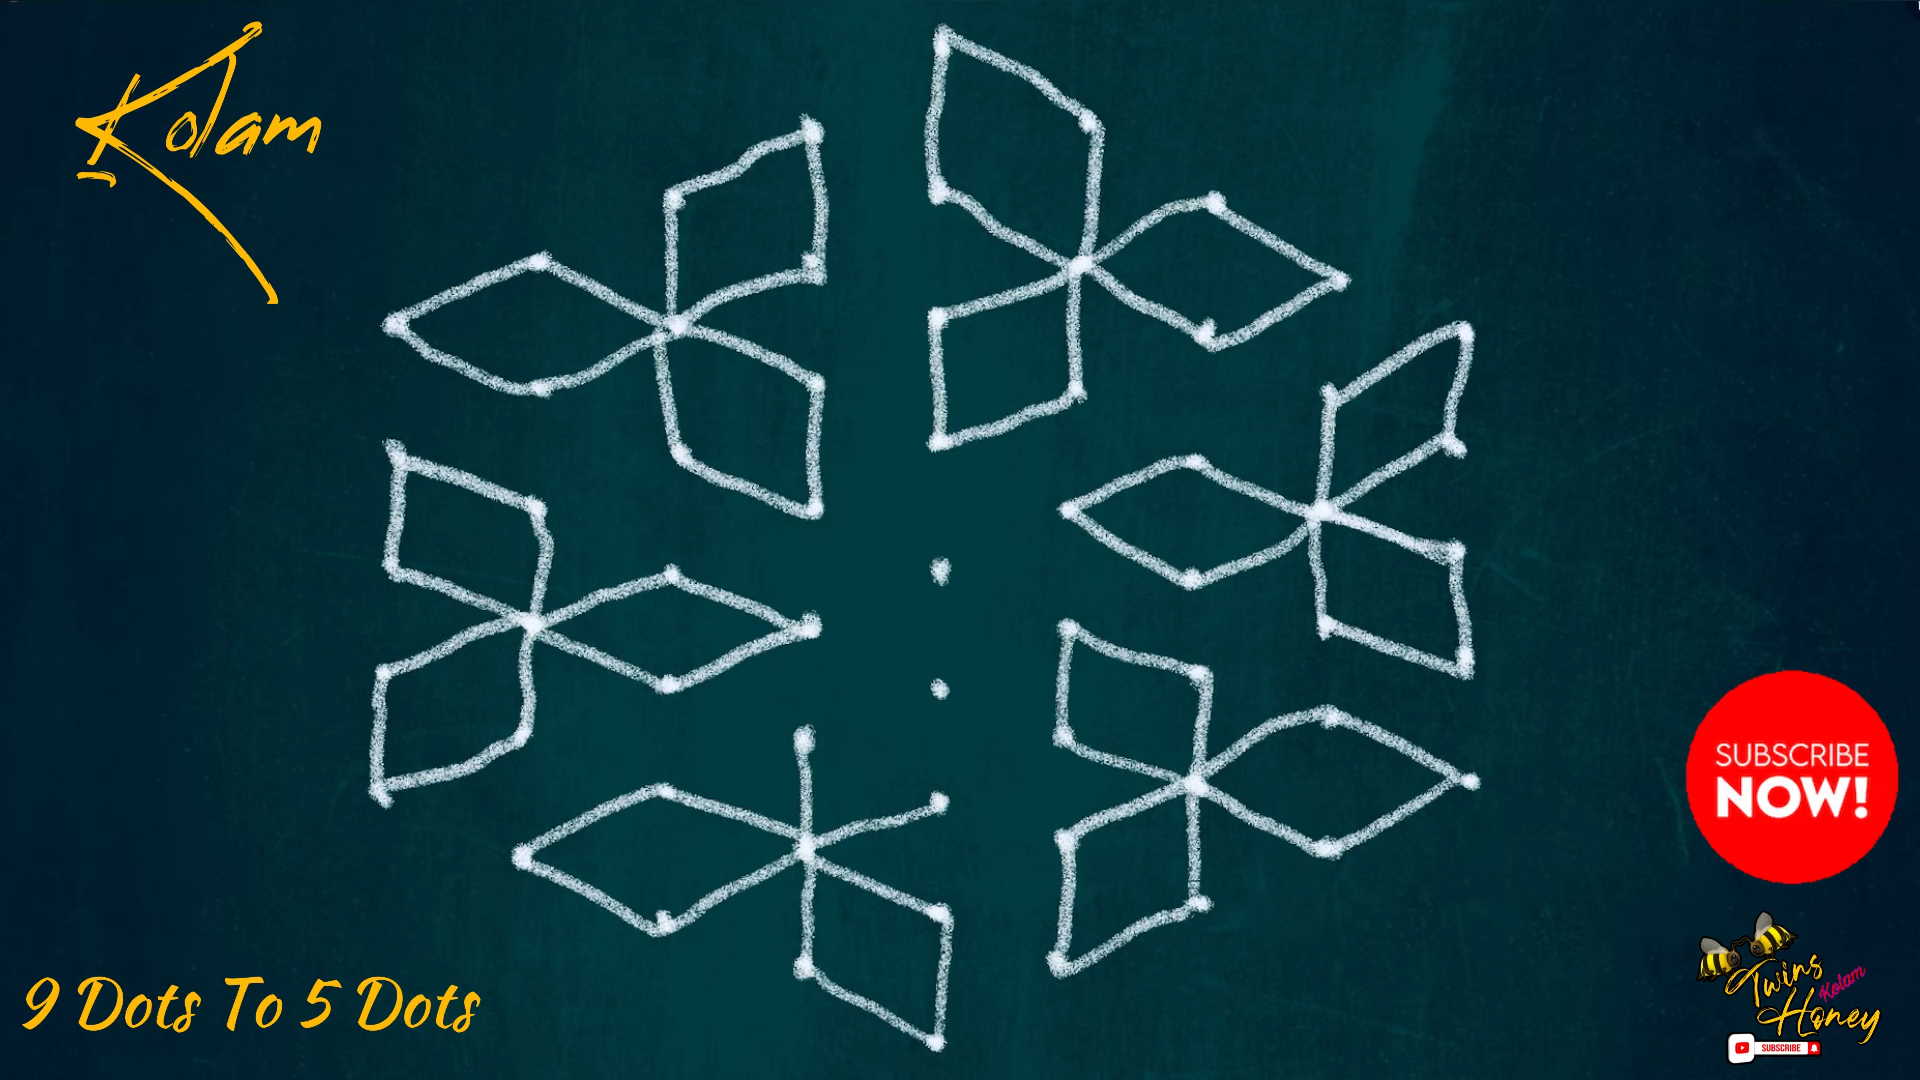 Kolam
SUBSCRIBE
NOW!
9 Dots To 5 Dots
Twins
Kolam
Honey
SUBSCRIBE